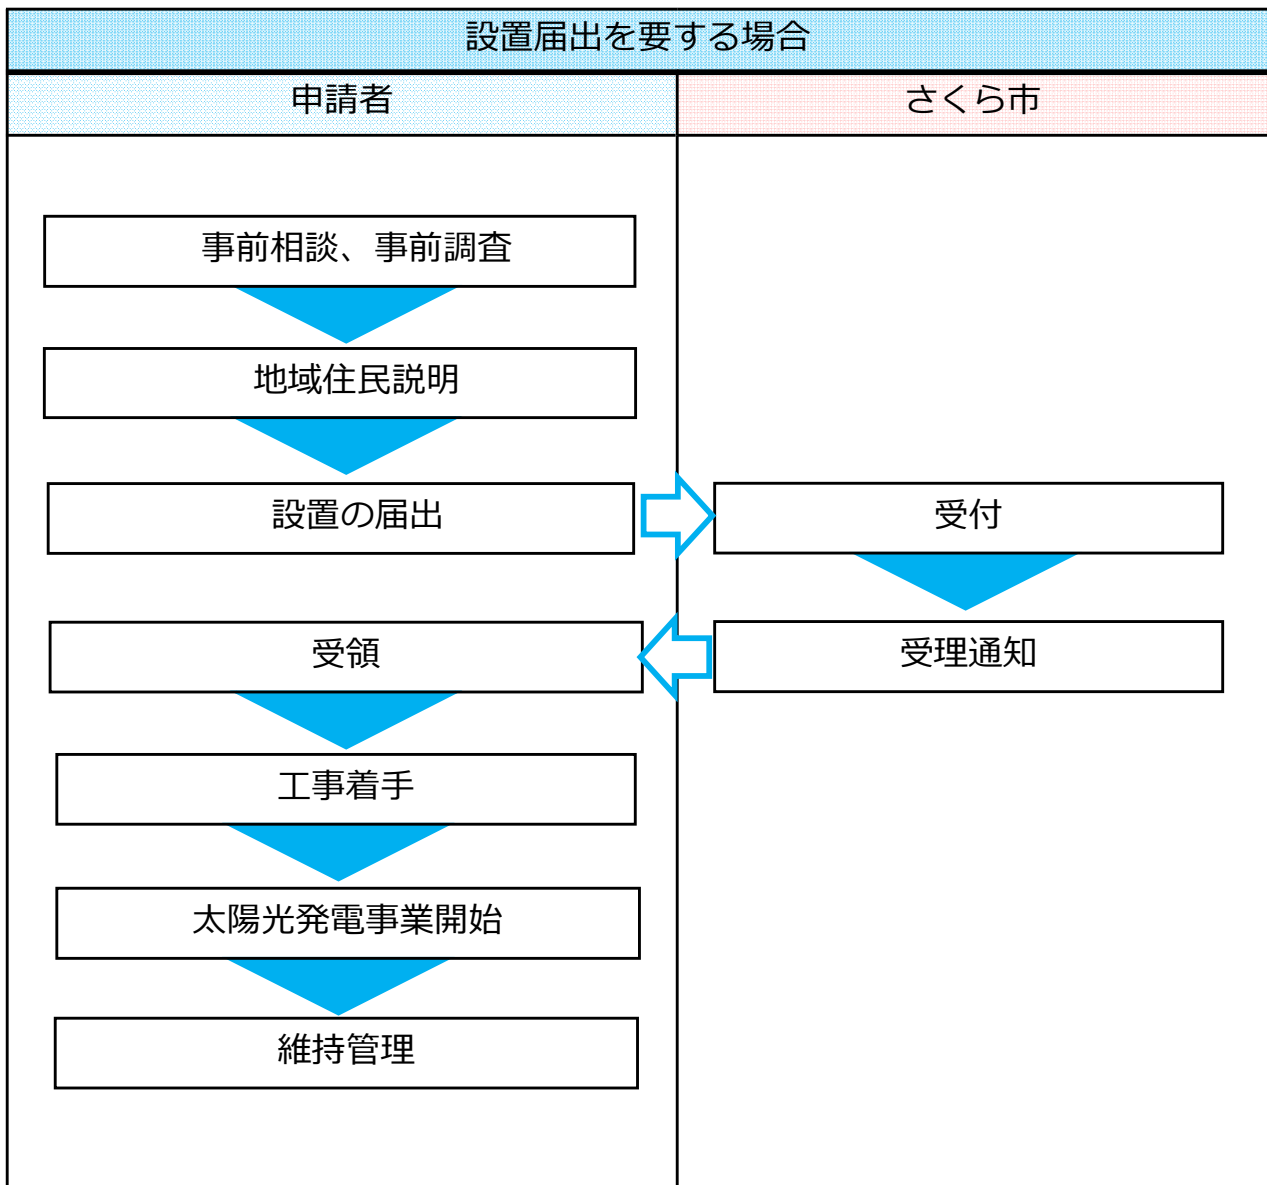 設置届出を要する場合
申請者
さくら市
事前相談、事前調査
地域住民説明
設置の届出
受付
受領
受理通知
工事着手
太陽光発電事業開始
維持管理